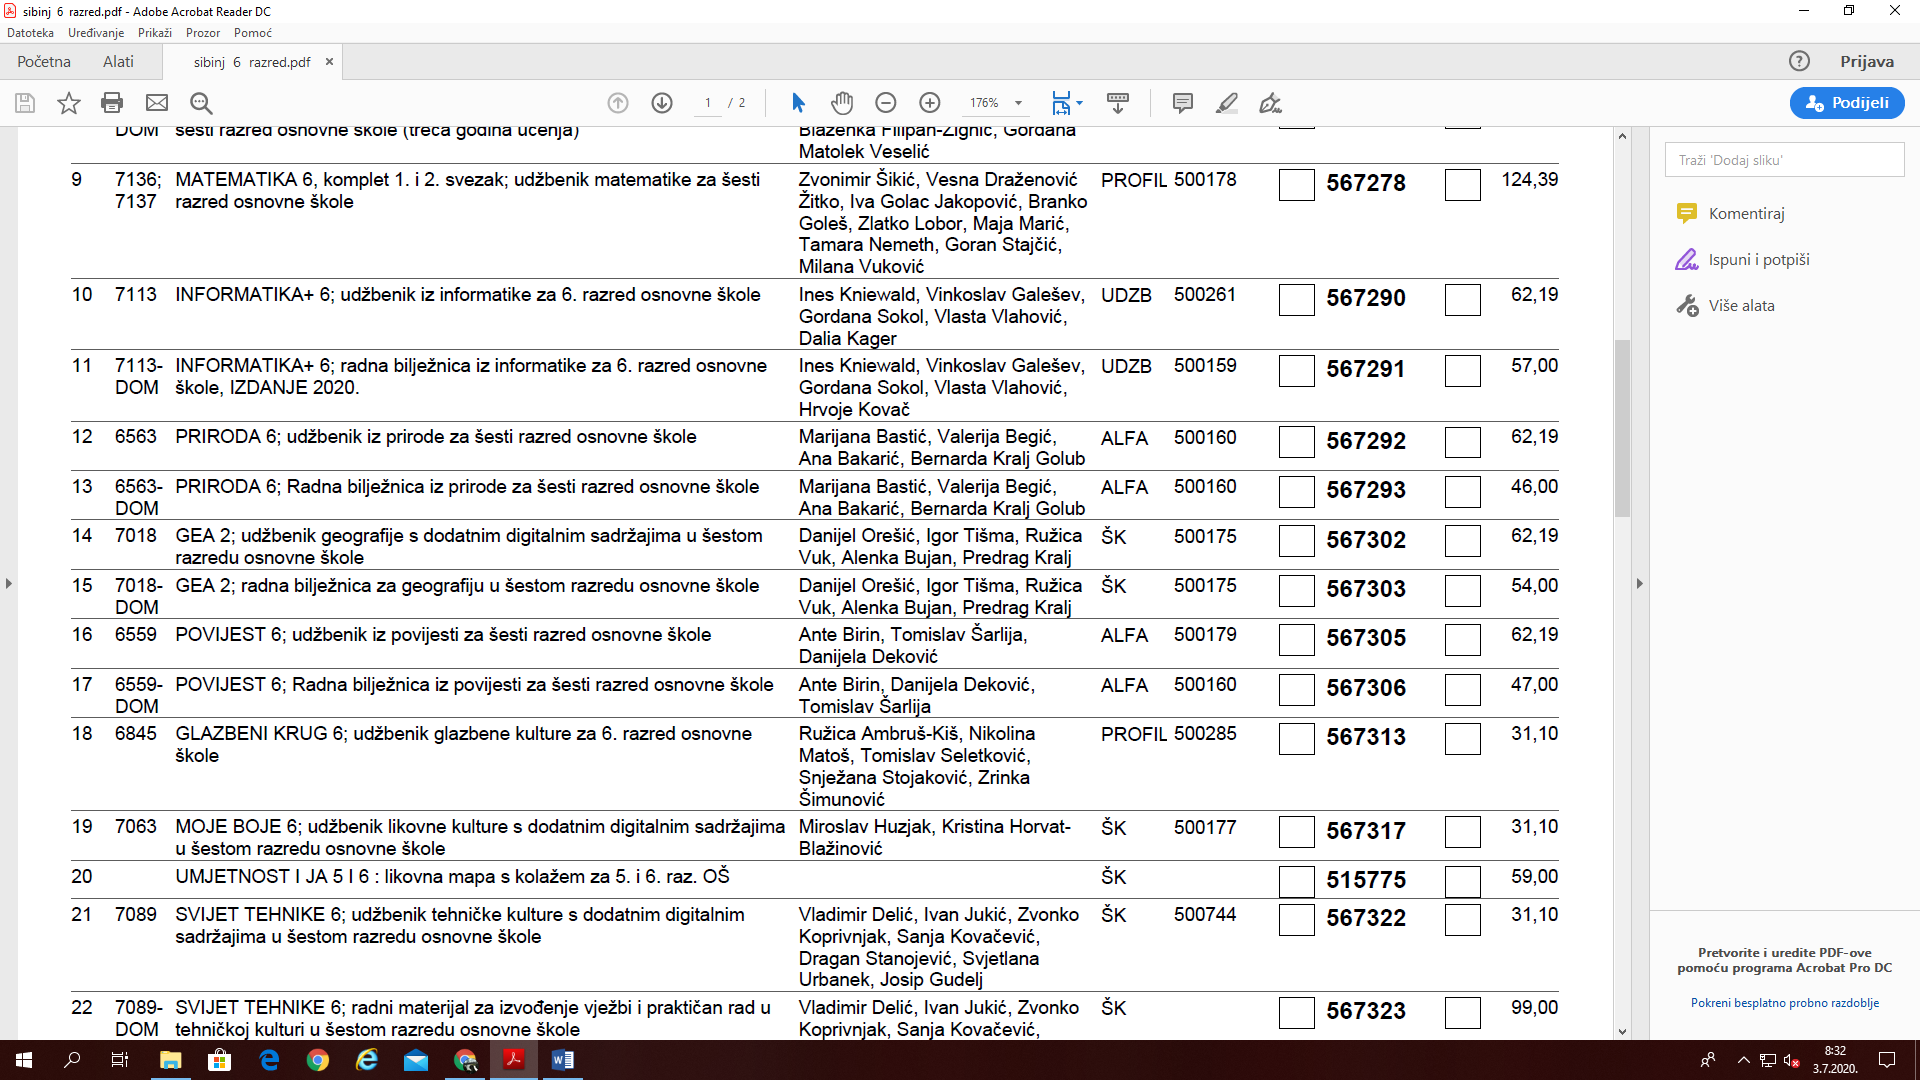 sibinj 6 razred.pdf - Adobe Acrobat Reader DC
Datoteka Uređivanje Prikaži Prozor Pomoć
Početna Alati sibinj 6 razred.pdf × Prijava
1 / 2 176% Podijeli
DOM šesti razred osnovne škole (treća godina učenja) Blaženka Filipan-Žignić, Gordana
Matolek Veselić
9 7136; MATEMATIKA 6, komplet 1. i 2. svezak; udžbenik matematike za šesti Zvonimir Šikić, Vesna Draženović PROFIL 500178 567278 124,39
7137 razred osnovne škole Žitko, Iva Golac Jakopović, Branko
Goleš, Zlatko Lobor, Maja Marić,
Tamara Nemeth, Goran Stajčić,
Milana Vuković
10 7113 INFORMATIKA+ 6; udžbenik iz informatike za 6. razred osnovne škole Ines Kniewald, Vinkoslav Galešev, UDZB 500261 567290 62,19
Gordana Sokol, Vlasta Vlahović,
Dalia Kager
11 7113- INFORMATIKA+ 6; radna bilježnica iz informatike za 6. razred osnovne Ines Kniewald, Vinkoslav Galešev, UDZB 500159 567291 57,00
DOM škole, IZDANJE 2020. Gordana Sokol, Vlasta Vlahović,
Hrvoje Kovač
12 6563 PRIRODA 6; udžbenik iz prirode za šesti razred osnovne škole Marijana Bastić, Valerija Begić, ALFA 500160 567292 62,19
Ana Bakarić, Bernarda Kralj Golub
13 6563- PRIRODA 6; Radna bilježnica iz prirode za šesti razred osnovne škole Marijana Bastić, Valerija Begić, ALFA 500160 567293 46,00
DOM Ana Bakarić, Bernarda Kralj Golub
14 7018 GEA 2; udžbenik geografije s dodatnim digitalnim sadržajima u šestom Danijel Orešić, Igor Tišma, Ružica ŠK 500175 567302 62,19
razredu osnovne škole Vuk, Alenka Bujan, Predrag Kralj
15 7018- GEA 2; radna bilježnica za geografiju u šestom razredu osnovne škole Danijel Orešić, Igor Tišma, Ružica ŠK 500175 567303 54,00
DOM Vuk, Alenka Bujan, Predrag Kralj
16 6559 POVIJEST 6; udžbenik iz povijesti za šesti razred osnovne škole Ante Birin, Tomislav Šarlija, ALFA 500179 567305 62,19
Danijela Deković
17 6559- POVIJEST 6; Radna bilježnica iz povijesti za šesti razred osnovne škole Ante Birin, Danijela Deković, ALFA 500160 567306 47,00
DOM Tomislav Šarlija
18 6845 GLAZBENI KRUG 6; udžbenik glazbene kulture za 6. razred osnovne Ružica Ambruš-Kiš, Nikolina PROFIL 500285 567313 31,10
škole Matoš, Tomislav Seletković,
Snježana Stojaković, Zrinka
Šimunović
19 7063 MOJE BOJE 6; udžbenik likovne kulture s dodatnim digitalnim sadržajima Miroslav Huzjak, Kristina Horvat- ŠK 500177 567317 31,10
u šestom razredu osnovne škole Blažinović
20 UMJETNOST I JA 5 I 6 : likovna mapa s kolažem za 5. i 6. raz. OŠ ŠK 515775 59,00
21 7089 SVIJET TEHNIKE 6; udžbenik tehničke kulture s dodatnim digitalnim Vladimir Delić, Ivan Jukić, Zvonko ŠK 500744 567322 31,10
sadržajima u šestom razredu osnovne škole Koprivnjak, Sanja Kovačević,
Dragan Stanojević, Svjetlana
Urbanek, Josip Gudelj
22 7089- SVIJET TEHNIKE 6; radni materijal za izvođenje vježbi i praktičan rad u Vladimir Delić, Ivan Jukić, Zvonko ŠK 567323 99,00
DOM tehničkoj kulturi u šestom razredu osnovne škole Koprivnjak, Sanja Kovačević,
Traži 'Dodaj sliku'
Komentiraj
Ispuni i potpiši
Više alata
Pretvorite i uredite PDF-ove
pomoću programa Acrobat Pro DC
Pokreni besplatno probno razdoblje
8:32
3.7.2020.